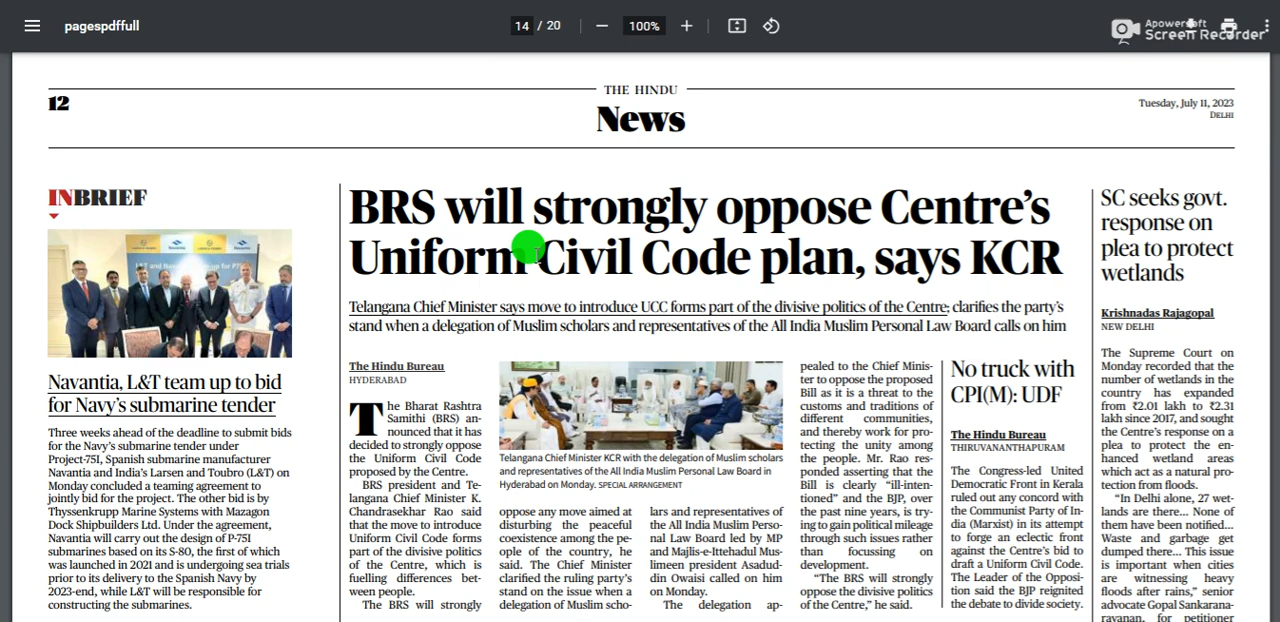 pagespdffull
14 / 20
100%
Apowersoft
Screen Recorder
12
THE HINDU
News
Tuesday, July 11, 2023
DELHI
INBRIEF
Navantia, L&T team up to bid
for Navy's submarine tender
Three weeks ahead of the deadline to submit bids
for the Navy's submarine tender under
Project-75I, Spanish submarine manufacturer
Navantia and India's Larsen and Toubro (L&T) on
Monday concluded a teaming agreement to
jointly bid for the project. The other bid is by
Thyssenkrupp Marine Systems with Mazagon
Dock Shipbuilders Ltd. Under the agreement,
Navantia will carry out the design of P-75I
submarines based on its S-80, the first of which
was launched in 2021 and is undergoing sea trials
prior to its delivery to the Spanish Navy by
2023-end, while L&T will be responsible for
constructing the submarines.
BRS will strongly oppose Centre's
Uniform Civil Code plan, says KCR
Telangana Chief Minister says move to introduce UCC forms part of the divisive politics of the Centre; clarifies the party's
stand when a delegation of Muslim scholars and representatives of the All India Muslim Personal Law Board calls on him
The Hindu Bureau
HYDERABAD
The Bharat Rashtra
Samithi (BRS) an-
nounced that it has
decided to strongly oppose
the Uniform Civil Code
proposed by the Centre.
BRS president and Te-
langana Chief Minister K.
Chandrasekhar Rao said
that the move to introduce
Uniform Civil Code forms
part of the divisive politics
of the Centre, which is
fuelling differences bet-
ween people.
The BRS will strongly
Telangana Chief Minister KCR with the delegation of Muslim scholars
and representatives of the All India Muslim Personal Law Board in
Hyderabad on Monday. SPECIAL ARRANGEMENT
oppose any move aimed at
disturbing the peaceful
coexistence among the pe-
ople of the country, he
said. The Chief Minister
clarified the ruling party's
stand on the issue when a
delegation of Muslim scho-
lars and representatives of
the All India Muslim Perso-
nal Law Board led by MP
and Majlis-e-Ittehadul Mus-
limeen president Asadud-
din Owaisi called on him
on Monday.
The delegation ap-
pealed to the Chief Minis-
ter to oppose the proposed
Bill as it is a threat to the
customs and traditions of
different communities,
and thereby work for pro-
tecting the unity among
the people. Mr. Rao res-
ponded asserting that the
Bill is clearly "ill-inten-
tioned" and the BJP, over
the past nine years, is try-
ing to gain political mileage
through such issues rather
than focussing on
development.
"The BRS will strongly
oppose the divisive politics
of the Centre," he said.
No truck with
CPI(M): UDF
The Hindu Bureau
THIRUVANANTHAPURAM
The Congress-led United
Democratic Front in Kerala
ruled out any concord with
the Communist Party of In-
dia (Marxist) in its attempt
to forge an eclectic front
against the Centre's bid to
draft a Uniform Civil Code.
The Leader of the Opposi-
tion said the BJP reignited
the debate to divide society.
SC seeks govt.
response on
plea to protect
wetlands
Krishnadas Rajagopal
NEW DELHI
The Supreme Court on
Monday recorded that the
number of wetlands in the
country has expanded
from ₹2.01 lakh to ₹2.31
lakh since 2017, and sought
the Centre's response on a
plea to protect the en-
hanced wetland areas
which act as a natural pro-
tection from floods.
"In Delhi alone, 27 wet-
lands are there... None of
them have been notified...
Waste and garbage get
dumped there... This issue
is important when cities
are witnessing heavy
floods after rains," senior
advocate Gopal Sankarana-
rayanan, for petitioner